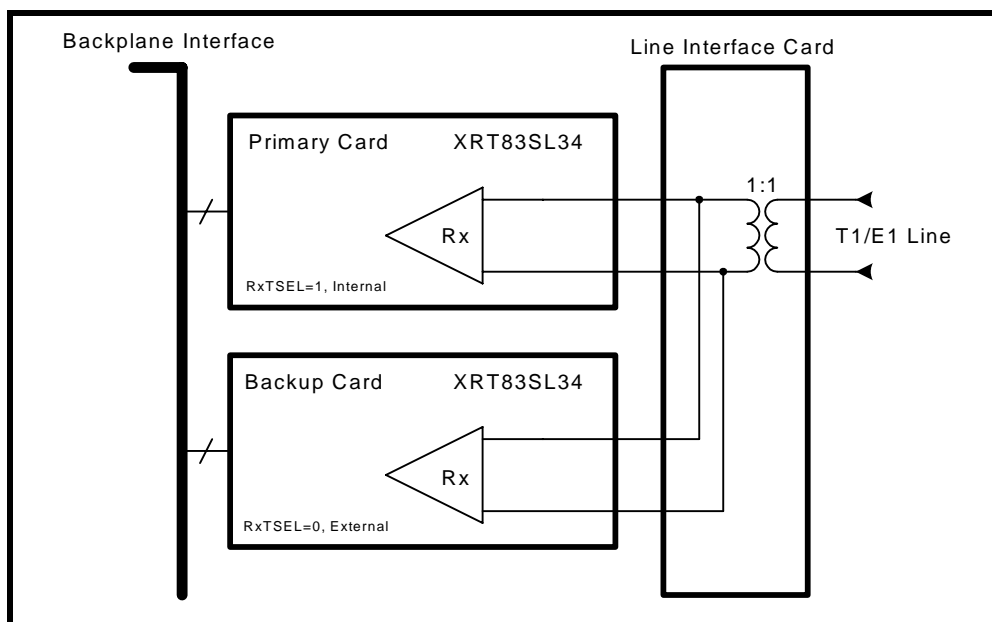 Backplane Interface
Line Interface Card
Primary Card XRT83SL34
1:1
Rx
T1/E1 Line
RxTSEL=1, Internal
Backup Card XRT83SL34
Rx
RxTSEL=0, External